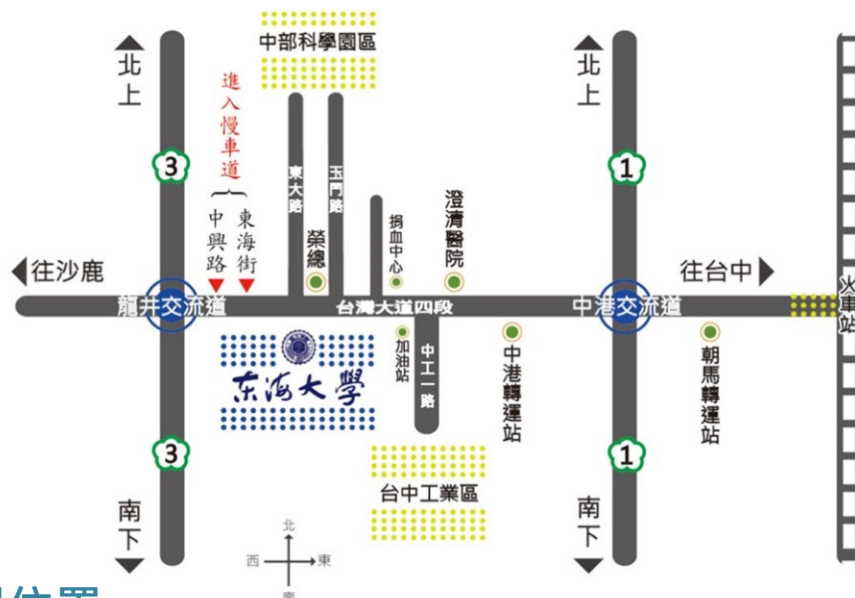 中部科學園區
北上
北上
進入慢車道
3
1
東大路
玉門路
中興路
東海街
榮總
捐血中心
澄清醫院
往沙鹿
往台中
龍井交流道
台灣大道四段
中港交流道
火車站
东海大學
加油站
中工一路
中港轉運站
朝馬轉運站
3
1
台中工業區
南下
南下
北
西
東
南